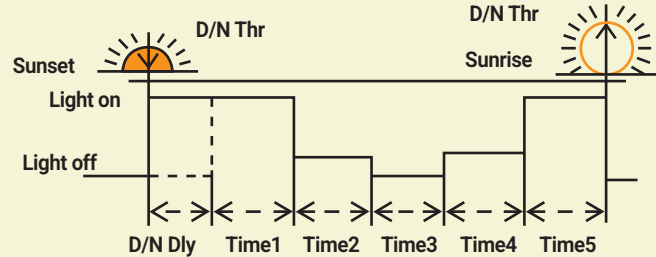 D/N Thr
D/N Thr
Sunset
Sunrise
Light on
Light off
D/N Dly Time1 Time2 Time3 Time4 Time5